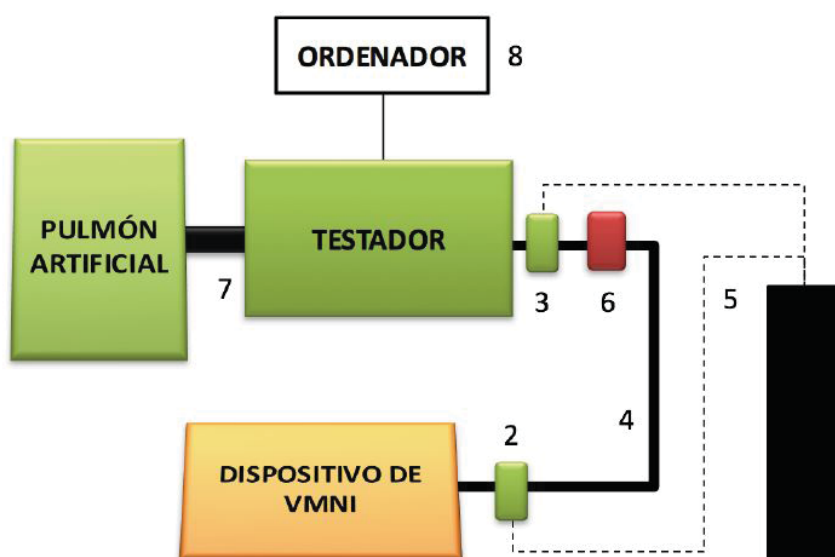 ORDENADOR
8
PULMÓN
ARTIFICIAL
TESTADOR
7
3
6
5
4
2
DISPOSITIVO DE
VMNI